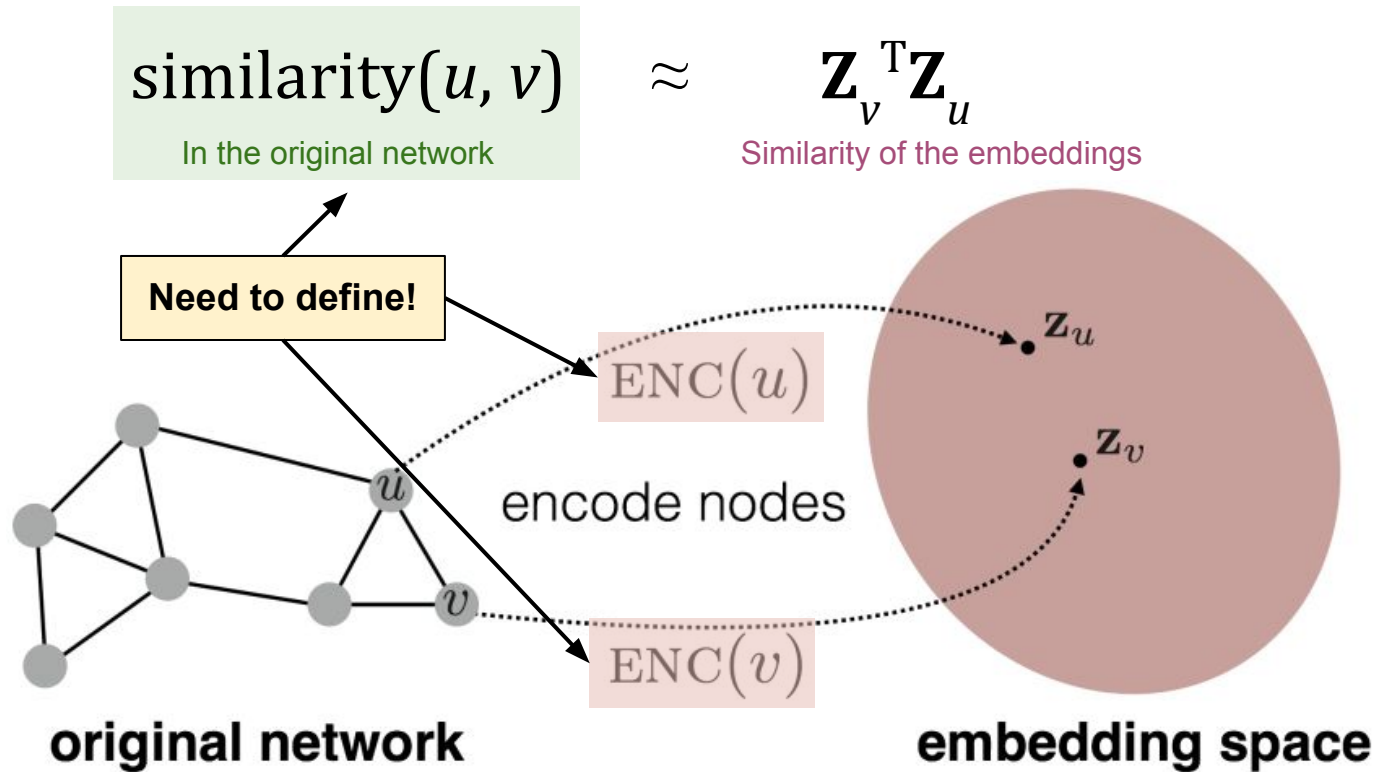 similarity(u, v) ≈ Z_v^T Z_u
In the original network Similarity of the embeddings
Need to define!
z_u
ENC(u)
z_v
u
encode nodes
v
ENC(v)
original network embedding space